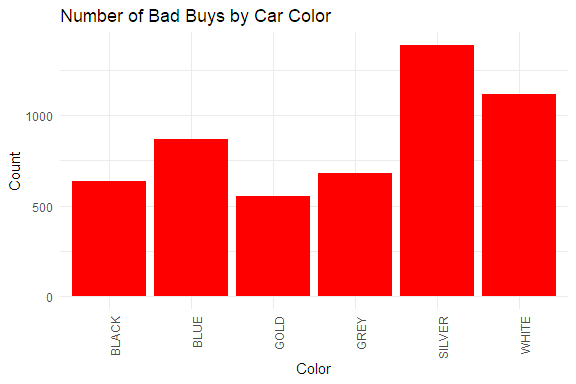 Number of Bad Buys by Car Color
Count
1000
500
0
BLACK
BLUE
GOLD
GREY
SILVER
WHITE
Color